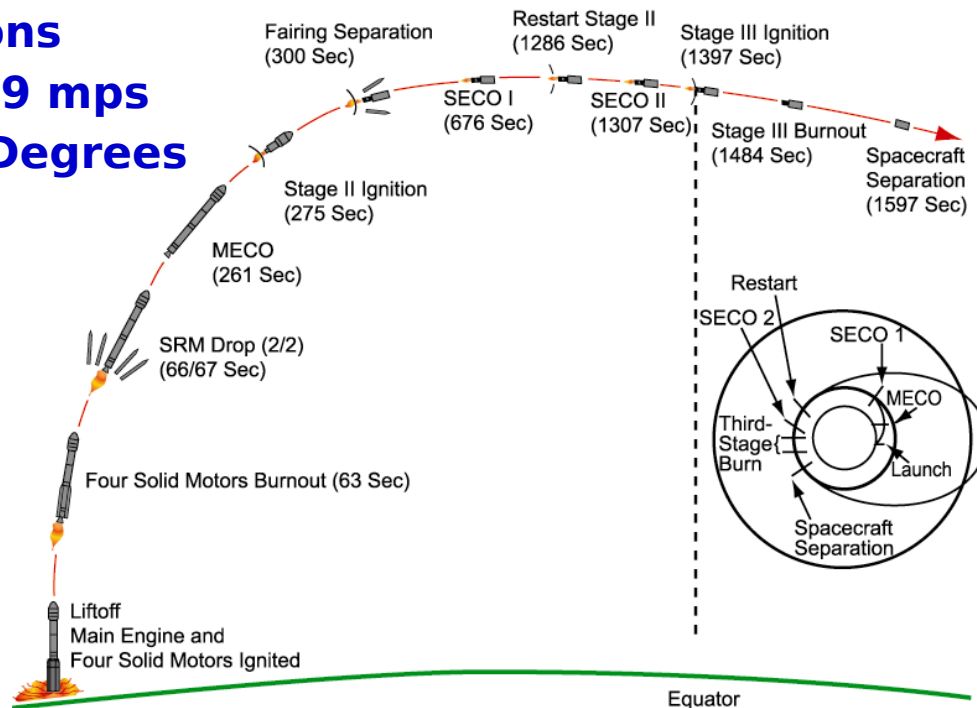 ons
9 mps
Degrees
Fairing Separation
(300 Sec)
Restart Stage II
(1286 Sec)
Stage III Ignition
(1397 Sec)
SECO I
(676 Sec)
SECO II
(1307 Sec)
Stage III Burnout
(1484 Sec)
Spacecraft
Separation
(1597 Sec)
Stage II Ignition
(275 Sec)
MECO
(261 Sec)
SRM Drop (2/2)
(66/67 Sec)
Four Solid Motors Burnout (63 Sec)
Liftoff
Main Engine and
Four Solid Motors Ignited
Restart
SECO 2
SECO 1
MECO
Third-
Stage
Burn
Launch
Spacecraft
Separation
Equator